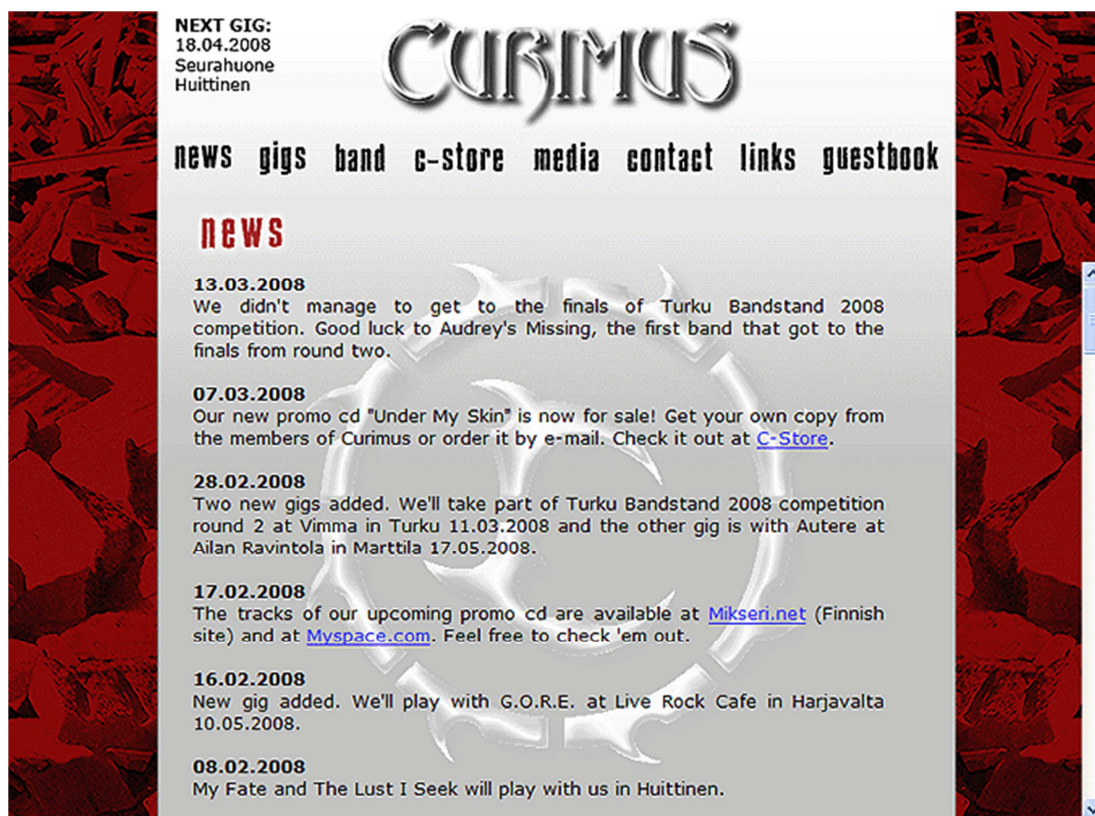 NEXT GIG:
18.04.2008
Seurahuone
Huittinen
CURIMUS
news gigs band c-store media contact links guestbook
news
13.03.2008
We didn't manage to get to the finals of Turku Bandstand 2008
competition. Good luck to Audrey's Missing, the first band that got to the
finals from round two.
07.03.2008
Our new promo cd "Under My Skin" is now for sale! Get your own copy from
the members of Curimus or order it by e-mail. Check it out at C-Store.
28.02.2008
Two new gigs added. We'll take part of Turku Bandstand 2008 competition
round 2 at Vimma in Turku 11.03.2008 and the other gig is with Autere at
Ailan Ravintola in Marttila 17.05.2008.
17.02.2008
The tracks of our upcoming promo cd are available at Mikseri.net (Finnish
site) and at Myspace.com. Feel free to check 'em out.
16.02.2008
New gig added. We'll play with G.O.R.E. at Live Rock Cafe in Harjavalta
10.05.2008.
08.02.2008
My Fate and The Lust I Seek will play with us in Huittinen.